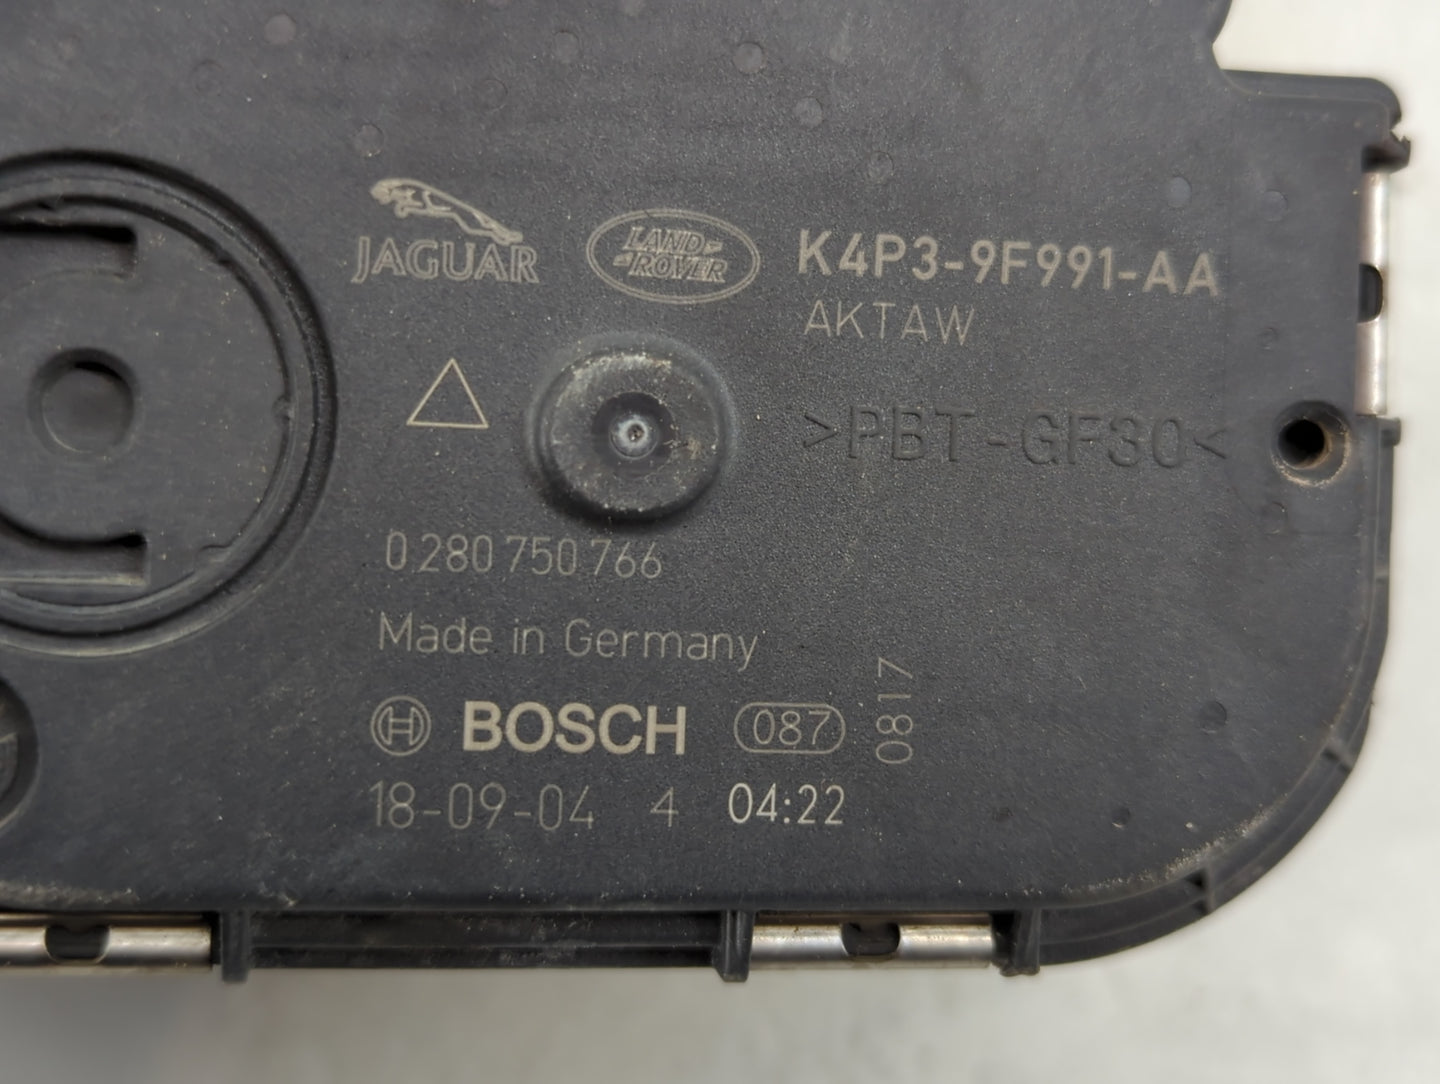 JAGUAR
LAND
ROVER
K4P3-9F991-AA
AKTAW
>PBT-GF30<
0 280 750 766
Made in Germany
BOSCH 087
0817
18-09-04 4 04:22